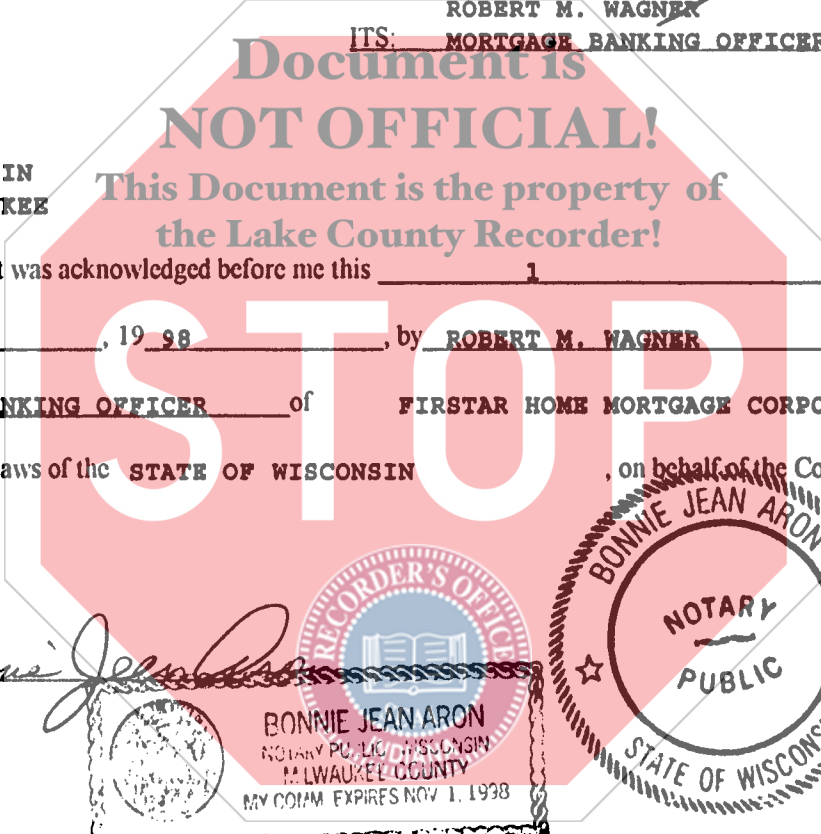 ROBERT M. WAGNER
ITS: MORTGAGE BANKING OFFICER
Document is
NOT OFFICIAL!
This Document is the property of
the Lake County Recorder!
IN
KEE
t was acknowledged before me this 1
, 19 98 , by ROBERT M. WAGNER
NKING OFFICER of FIRSTAR HOME MORTGAGE CORPO
aws of the STATE OF WISCONSIN , on behalf of the Co
STOP
BONNIE JEAN ARON
NOTARY
PUBLIC
STATE OF WISCONS
RECORDER'S OFFICE
Jean Aron
BONNIE JEAN ARON
NOTARY PUBLIC WISCONSIN
MILWAUKEE COUNTY
MY COMM. EXPIRES NOV 1, 1998